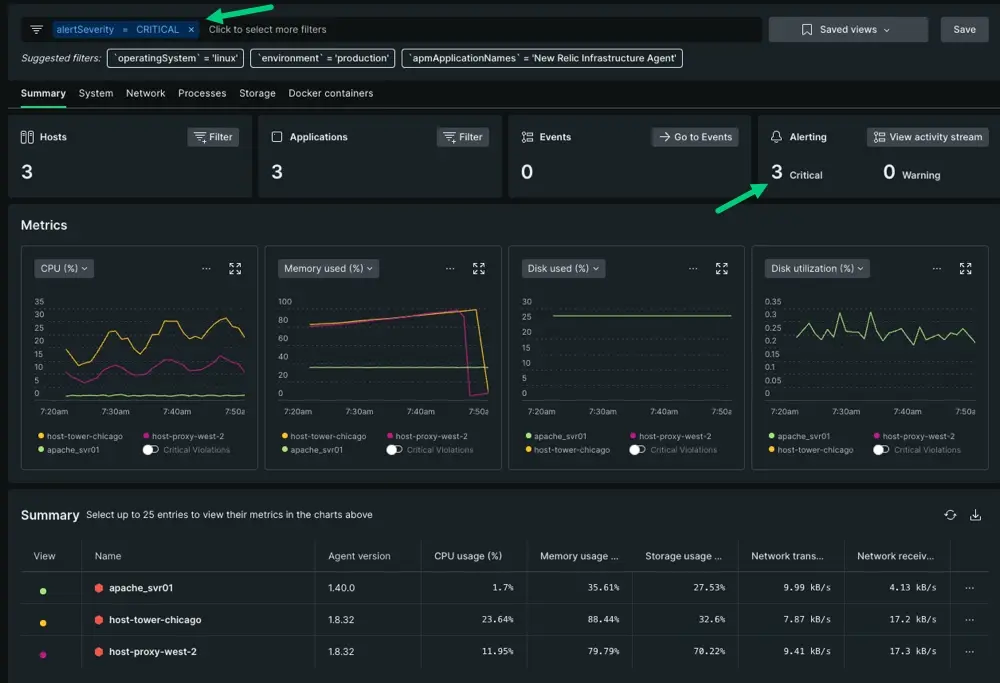 alertSeverity = CRITICAL × Click to select more filters Saved views Save
Suggested filters: `operatingSystem` = 'linux' `environment` = 'production' `apmApplicationNames` = 'New Relic Infrastructure Agent'
Summary System Network Processes Storage Docker containers
Hosts Filter
3
Applications Filter
3
Events Go to Events
0
Alerting View activity stream
3 Critical 0 Warning
Metrics
CPU (%) ...
35
30
25
20
15
10
5
0
7:20am 7:30am 7:40am 7:50a
host-tower-chicago host-proxy-west-2
apache_svr01 Critical Violations
Memory used (%) ...
100
80
60
40
20
0
7:20am 7:30am 7:40am 7:50a
host-tower-chicago host-proxy-west-2
apache_svr01 Critical Violations
Disk used (%) ...
30
25
20
15
10
5
0
7:20am 7:30am 7:40am 7:50a
apache_svr01 host-proxy-west-2
host-tower-chicago Critical Violations
Disk utilization (%) ...
0.35
0.3
0.25
0.2
0.15
0.1
0.05
0
7:20am 7:30am 7:40am 7:50a
apache_svr01 host-proxy-west-2
host-tower-chicago Critical Violations
Summary Select up to 25 entries to view their metrics in the charts above
View Name Agent version CPU usage (%) Memory usage ... Storage usage ... Network trans... Network receiv...
apache_svr01 1.40.0 1.7% 35.61% 27.53% 9.99 kB/s 4.13 kB/s ...
host-tower-chicago 1.8.32 23.64% 88.44% 32.6% 7.87 kB/s 17.2 kB/s ...
host-proxy-west-2 1.8.32 11.95% 79.79% 70.22% 9.41 kB/s 17.3 kB/s ...